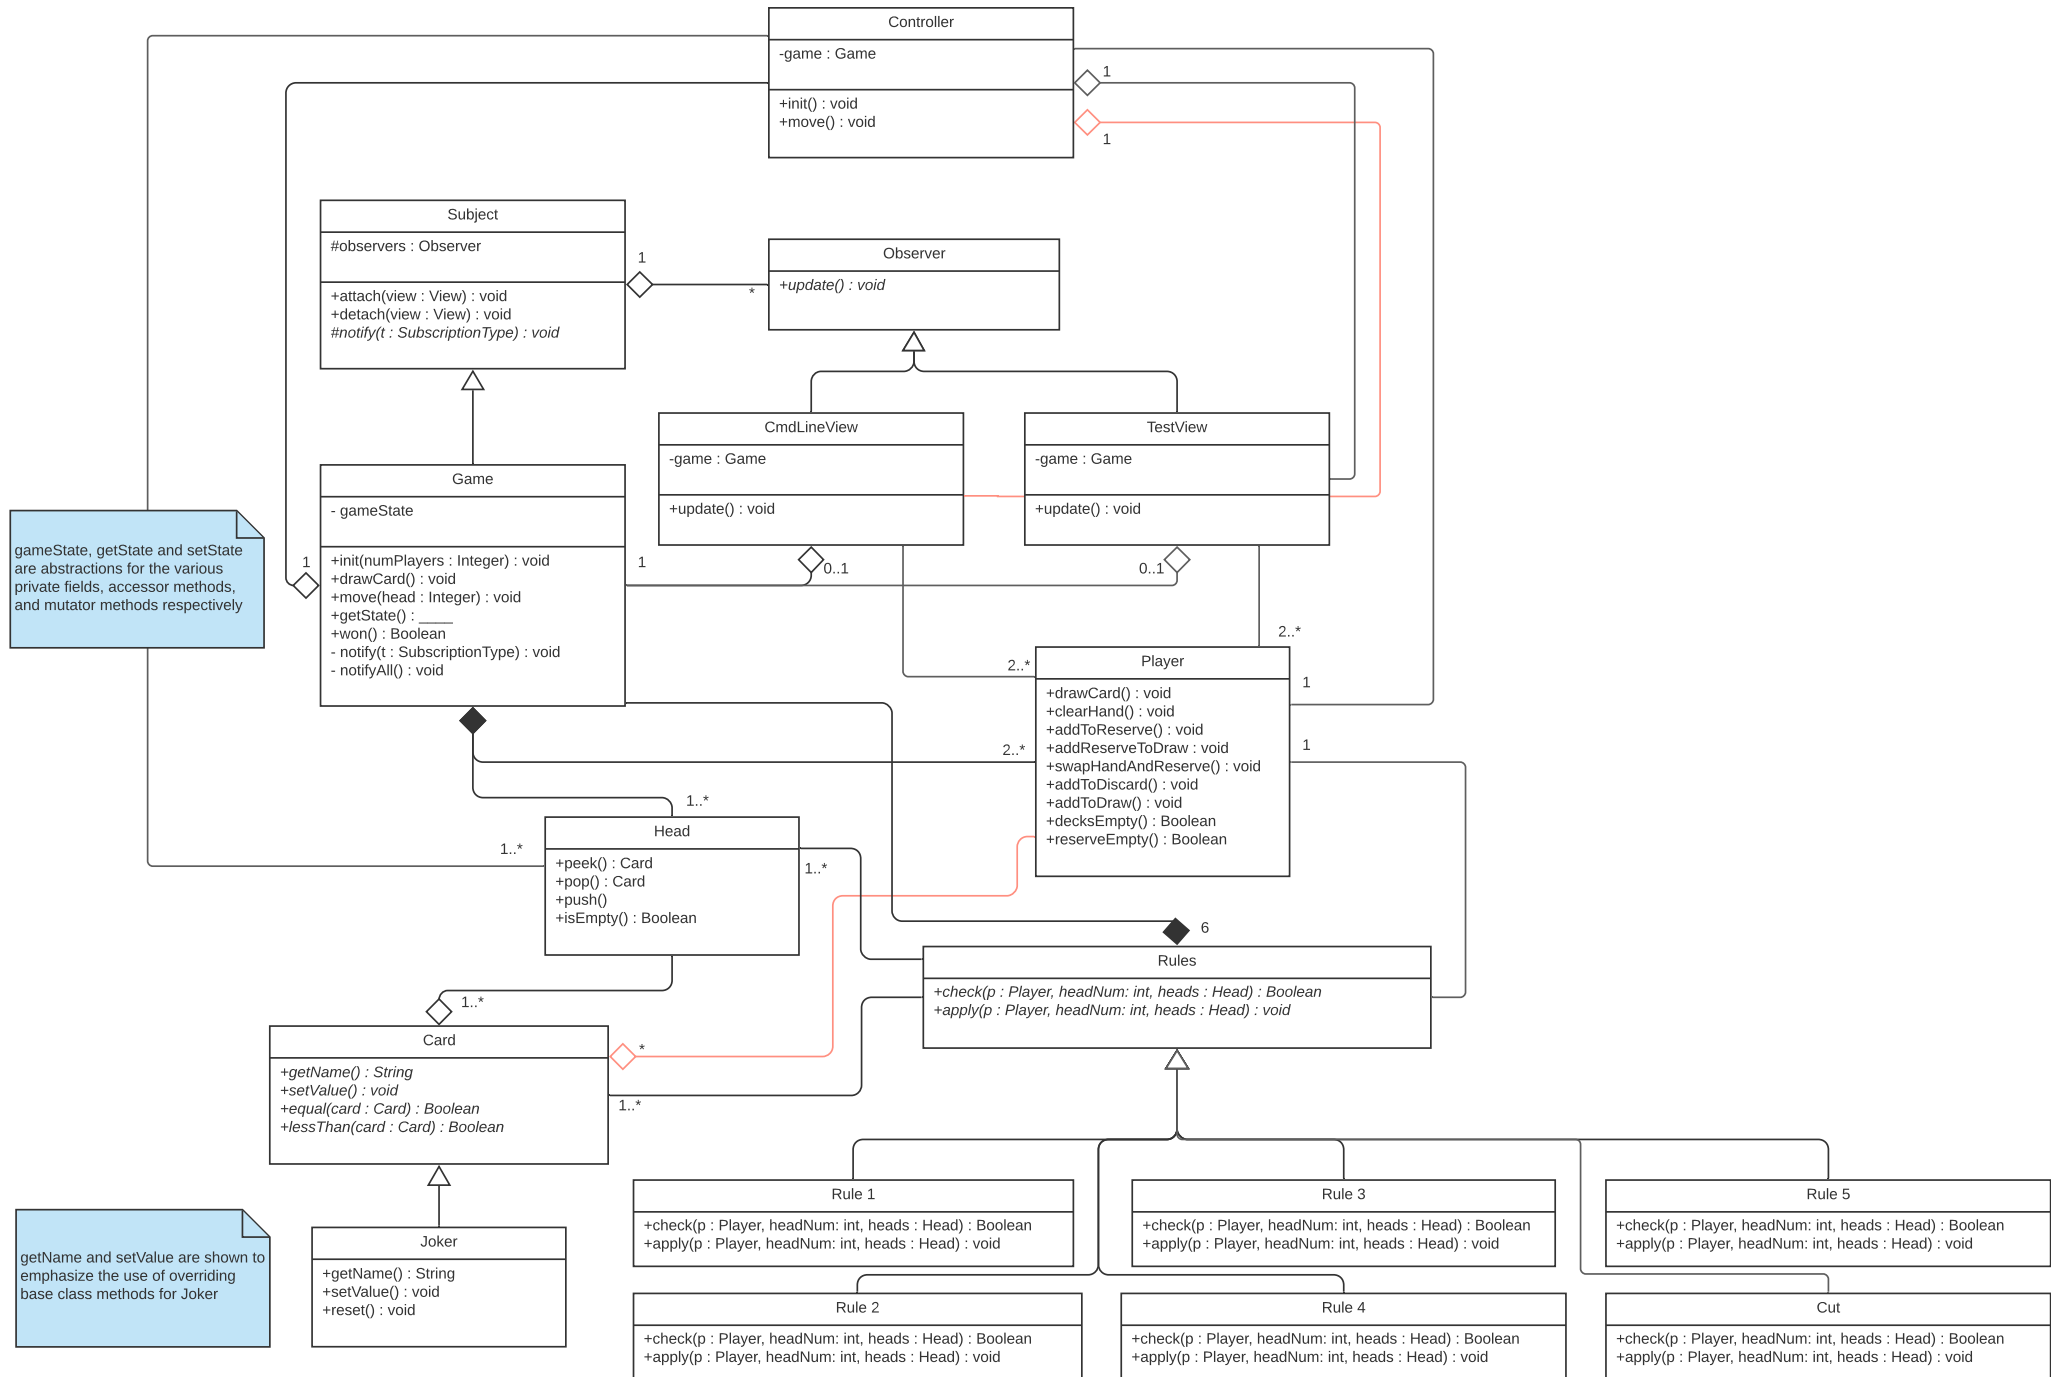 Controller
-game : Game
+init() : void
+move() : void
1
1
Subject
#observers : Observer
+attach(view : View) : void
+detach(view : View) : void
#notify(t : SubscriptionType) : void
1
*
Observer
+update() : void
CmdLineView
-game : Game
+update() : void
TestView
-game : Game
+update() : void
Game
- gameState
+init(numPlayers : Integer) : void
+drawCard() : void
+move(head : Integer) : void
+getState() : ____
+won() : Boolean
- notify(t : SubscriptionType) : void
- notifyAll() : void
1
1
0..1
0..1
gameState, getState and setState
are abstractions for the various
private fields, accessor methods,
and mutator methods respectively
2..*
2..*
1
2..*
1
Player
+drawCard() : void
+clearHand() : void
+addToReserve() : void
+addReserveToDraw : void
+swapHandAndReserve() : void
+addToDiscard() : void
+addToDraw() : void
+decksEmpty() : Boolean
+reserveEmpty() : Boolean
1..*
1..*
1..*
Head
+peek() : Card
+pop() : Card
+push()
+isEmpty() : Boolean
6
Rules
+check(p : Player, headNum: int, heads : Head) : Boolean
+apply(p : Player, headNum: int, heads : Head) : void
1..*
*
1..*
Card
+getName() : String
+setValue() : void
+equal(card : Card) : Boolean
+lessThan(card : Card) : Boolean
getName and setValue are shown to
emphasize the use of overriding
base class methods for Joker
Joker
+getName() : String
+setValue() : void
+reset() : void
Rule 1
+check(p : Player, headNum: int, heads : Head) : Boolean
+apply(p : Player, headNum: int, heads : Head) : void
Rule 3
+check(p : Player, headNum: int, heads : Head) : Boolean
+apply(p : Player, headNum: int, heads : Head) : void
Rule 5
+check(p : Player, headNum: int, heads : Head) : Boolean
+apply(p : Player, headNum: int, heads : Head) : void
Rule 2
+check(p : Player, headNum: int, heads : Head) : Boolean
+apply(p : Player, headNum: int, heads : Head) : void
Rule 4
+check(p : Player, headNum: int, heads : Head) : Boolean
+apply(p : Player, headNum: int, heads : Head) : void
Cut
+check(p : Player, headNum: int, heads : Head) : Boolean
+apply(p : Player, headNum: int, heads : Head) : void